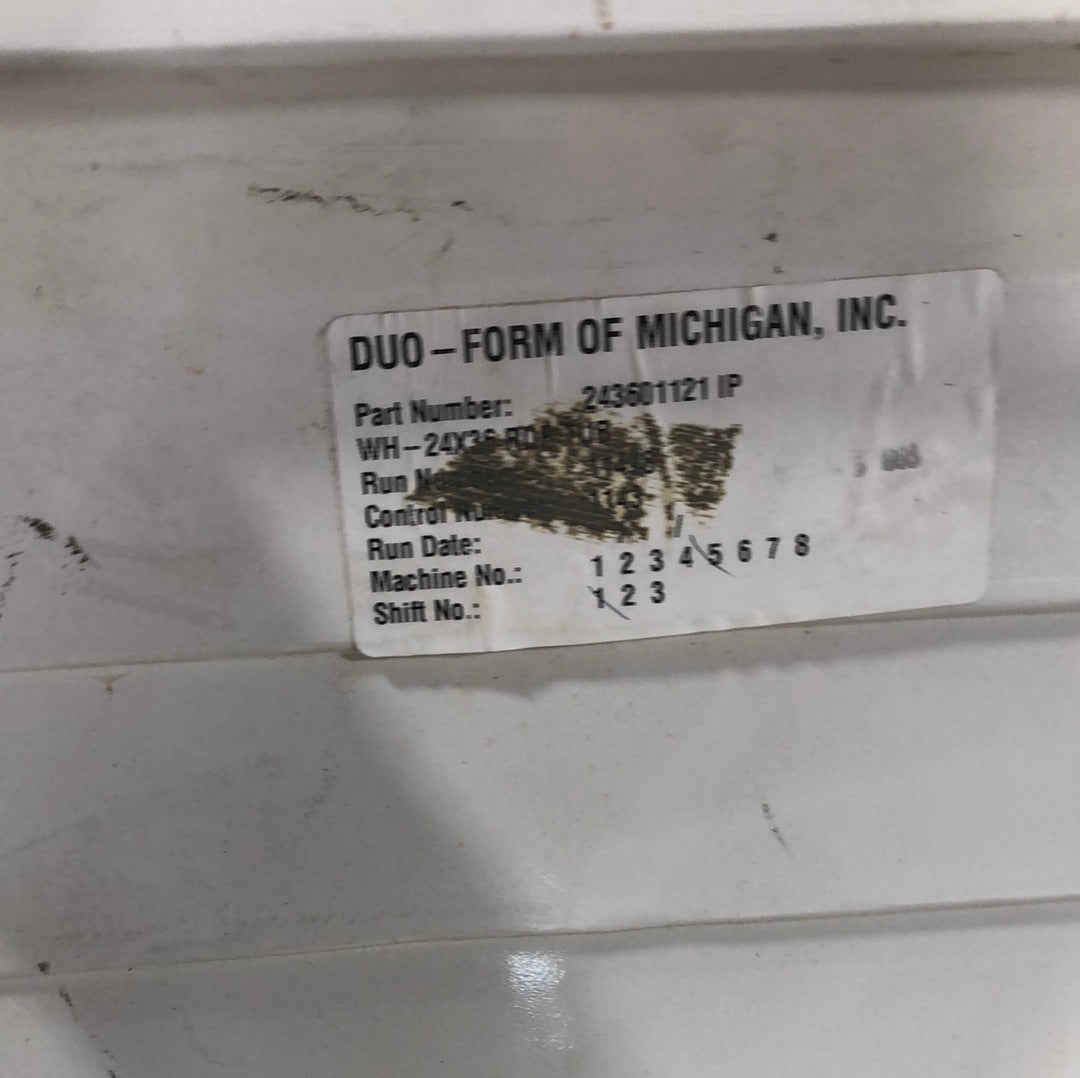 DUO-FORM OF MICHIGAN, INC.
Part Number: 243601121 IP
WH-24X36
Run
Control
Run Date:
Machine No.: 1 2 3 4 5 6 7 8
Shift No.: 1 2 3